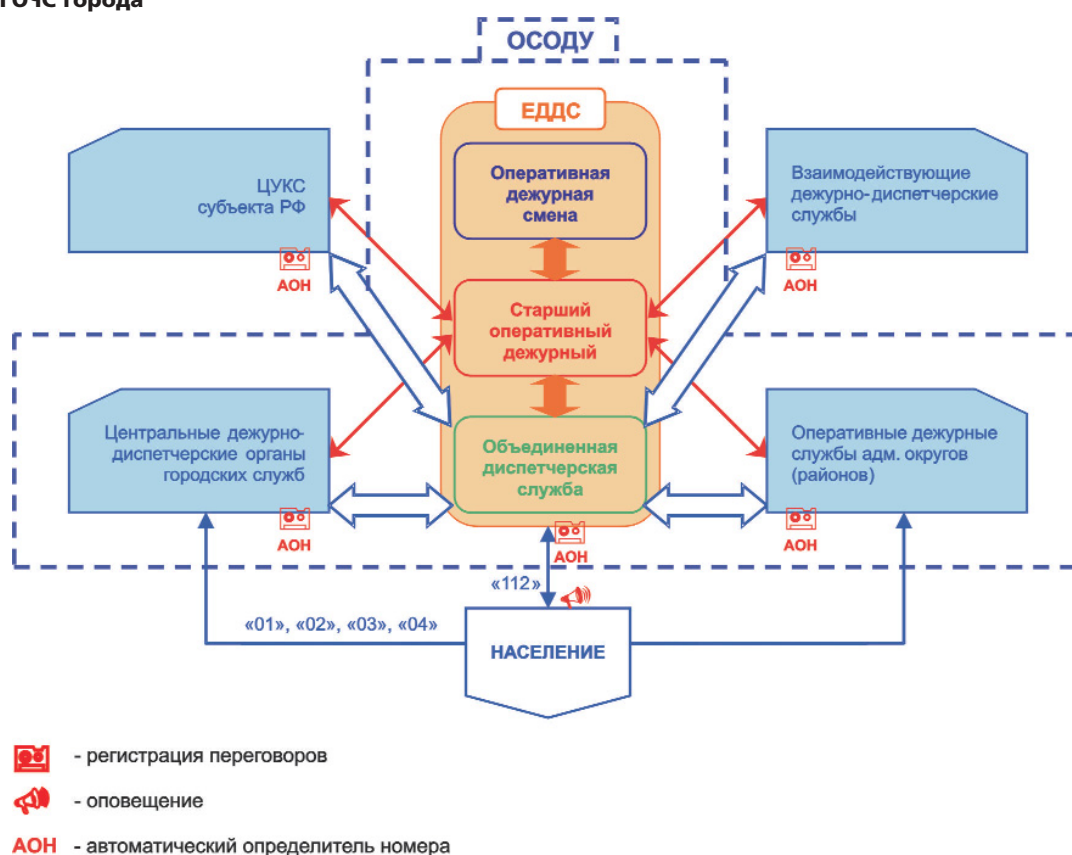 города
ОСОДУ
ЕДДС
Оперативная
дежурная
смена
ЦУКС
субъекта РФ
АОН
Взаимодействующие
дежурно-диспетчерские
службы
АОН
Старший
оперативный
дежурный
Центральные дежурно-
диспетчерские органы
городских служб
АОН
Объединенная
диспетчерская
служба
АОН
Оперативные дежурные
службы адм. округов
(районов)
АОН
«112»
«01», «02», «03», «04»
НАСЕЛЕНИЕ
- регистрация переговоров
- оповещение
АОН - автоматический определитель номера